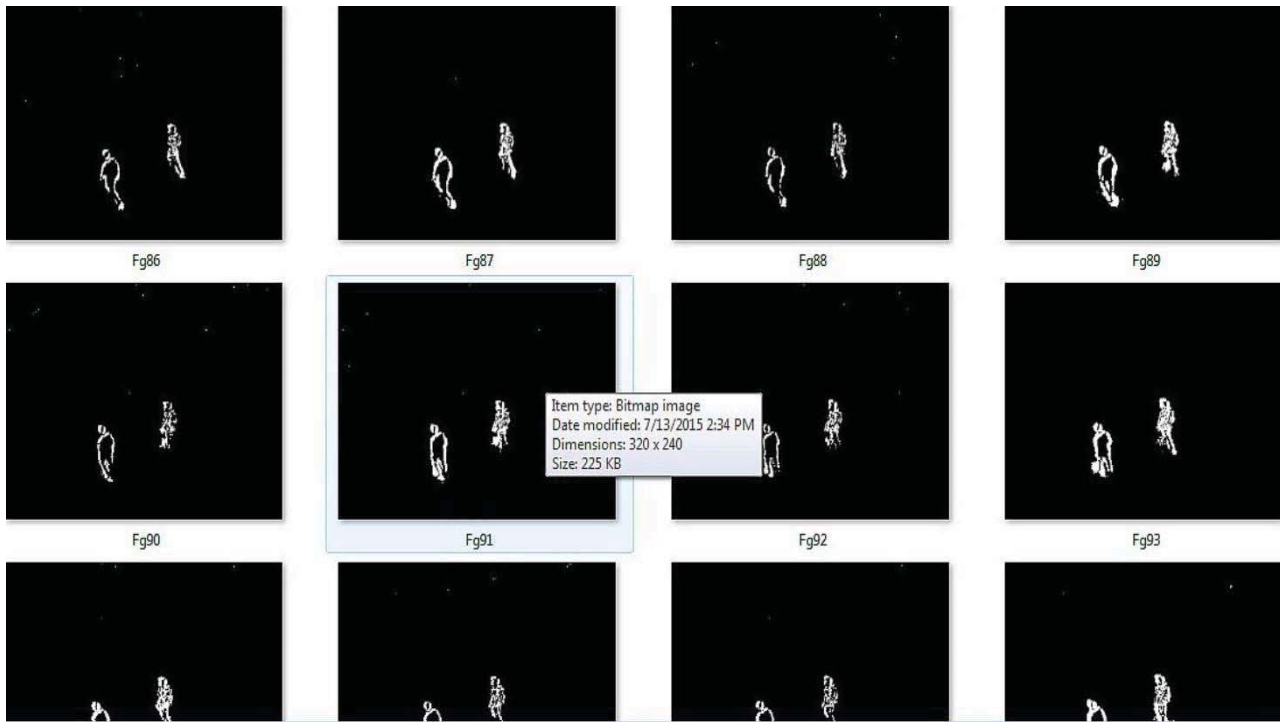 Fg86
Fg87
Fg88
Fg89
Item type: Bitmap image
Date modified: 7/13/2015 2:34 PM
Dimensions: 320 x 240
Size: 225 KB
Fg90
Fg91
Fg92
Fg93